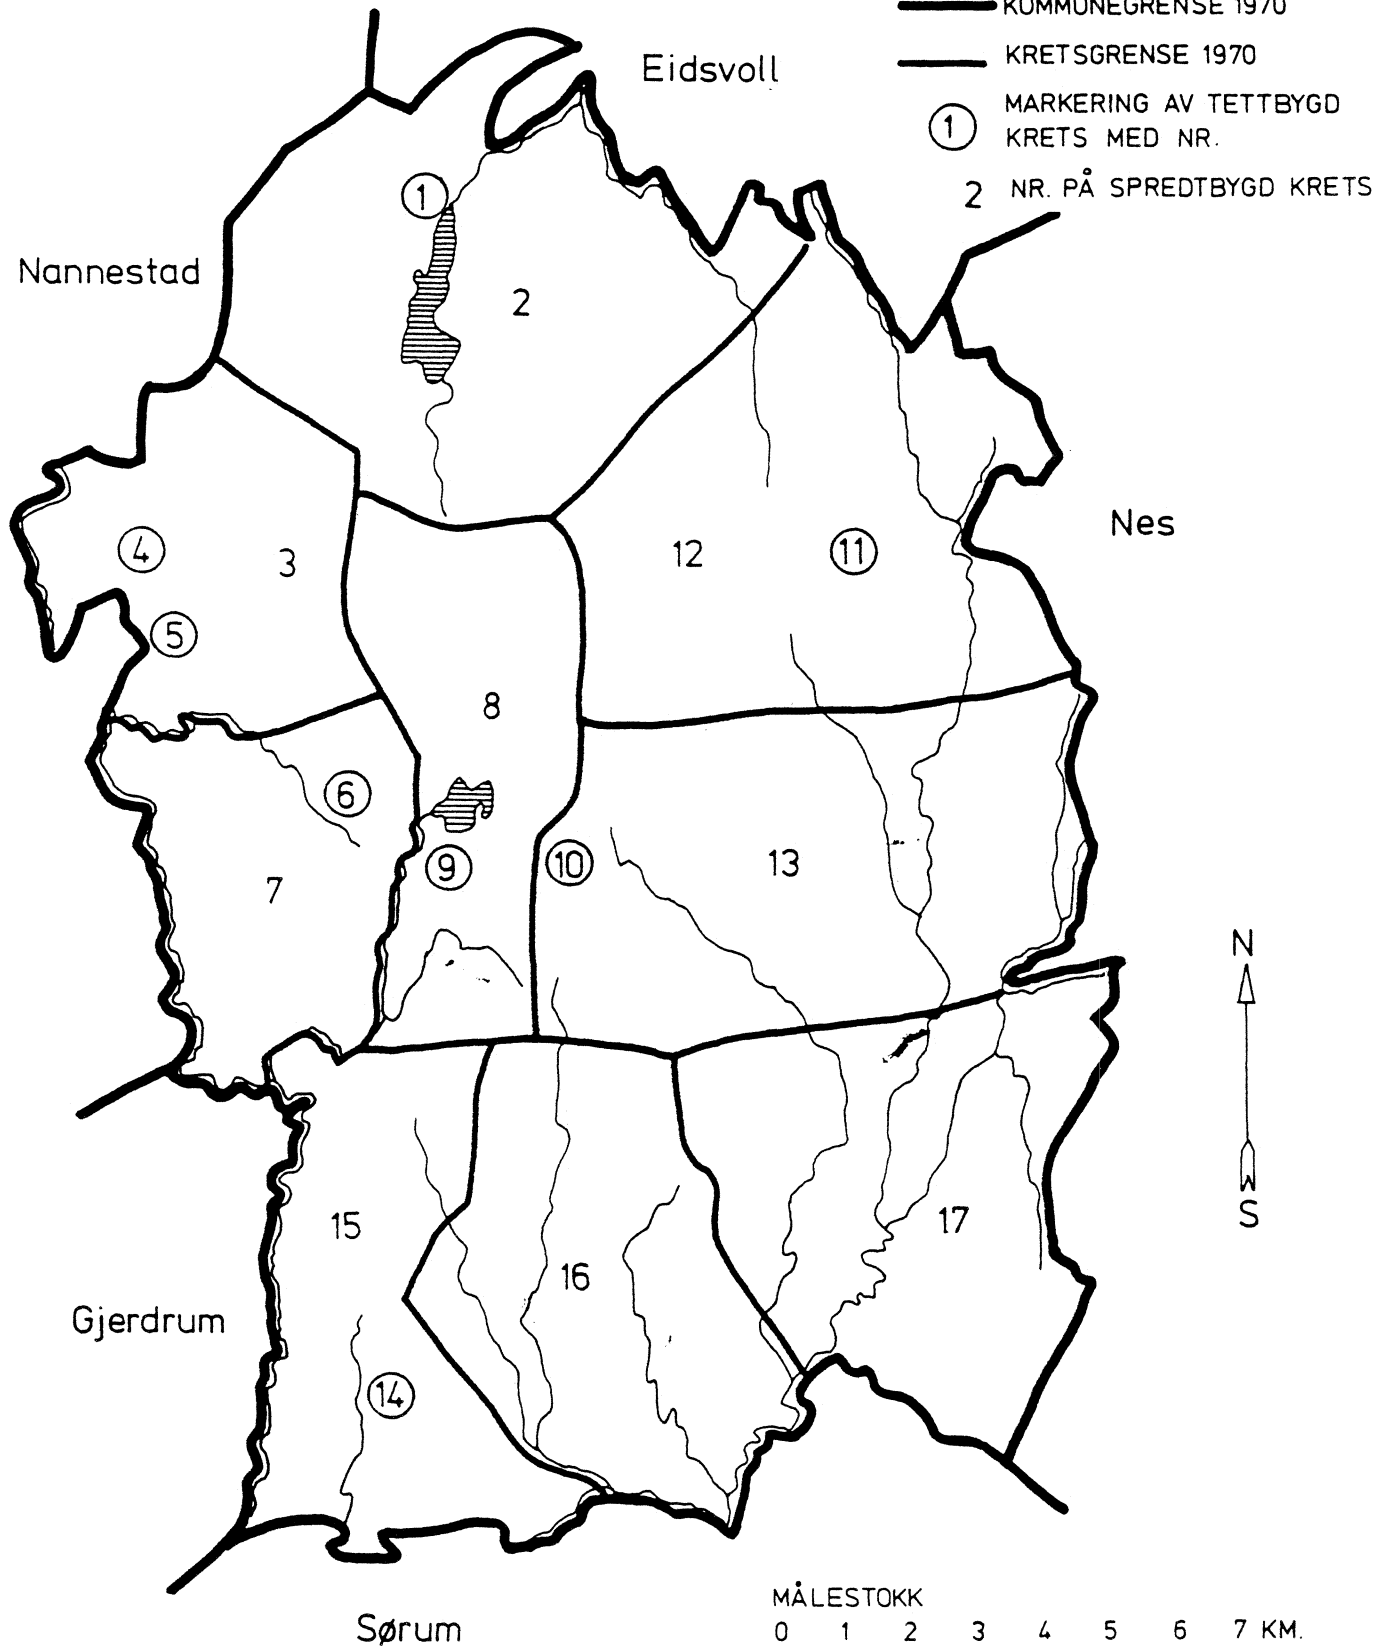 KOMMUNEGRENSE 1970
KRETSGRENSE 1970
1 MARKERING AV TETTBYGD
KRETS MED NR.
2 NR. PÅ SPREDTBYGD KRETS
Eidsvoll
1
Nannestad
2
Nes
4
3
12
11
5
8
6
9
10
13
7
N
S
15
17
16
Gjerdrum
14
MÅLESTOKK
0 1 2 3 4 5 6 7 KM.
Sørum